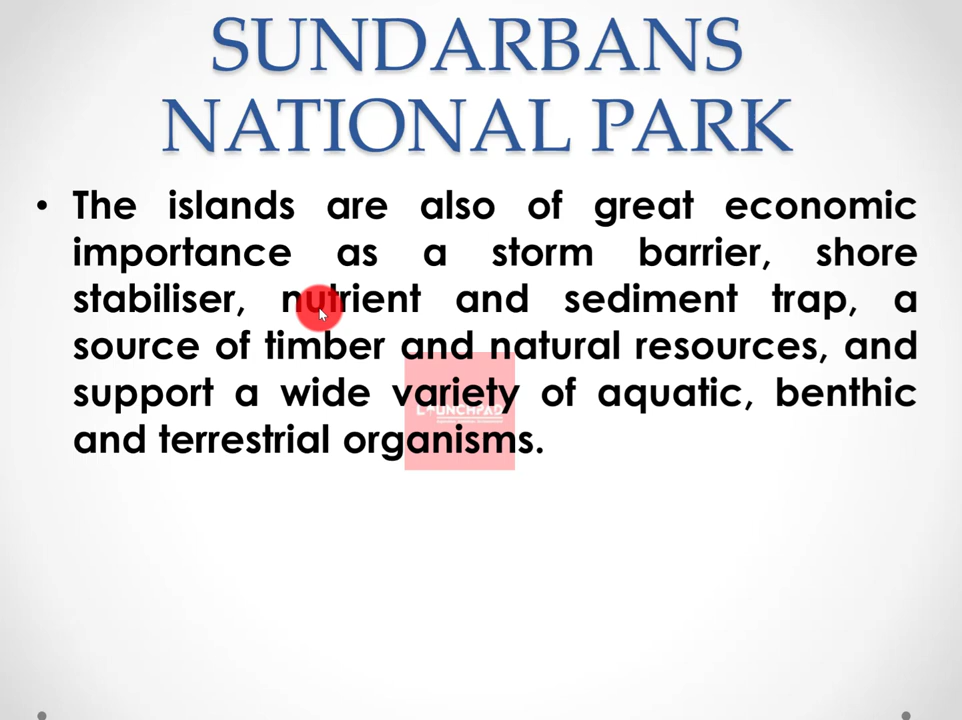 SUNDARBANS
NATIONAL PARK
• The islands are also of great economic
importance as a storm barrier, shore
stabiliser, nutrient and sediment trap, a
source of timber and natural resources, and
support a wide variety of aquatic, benthic
and terrestrial organisms.
LAUNCHPAD